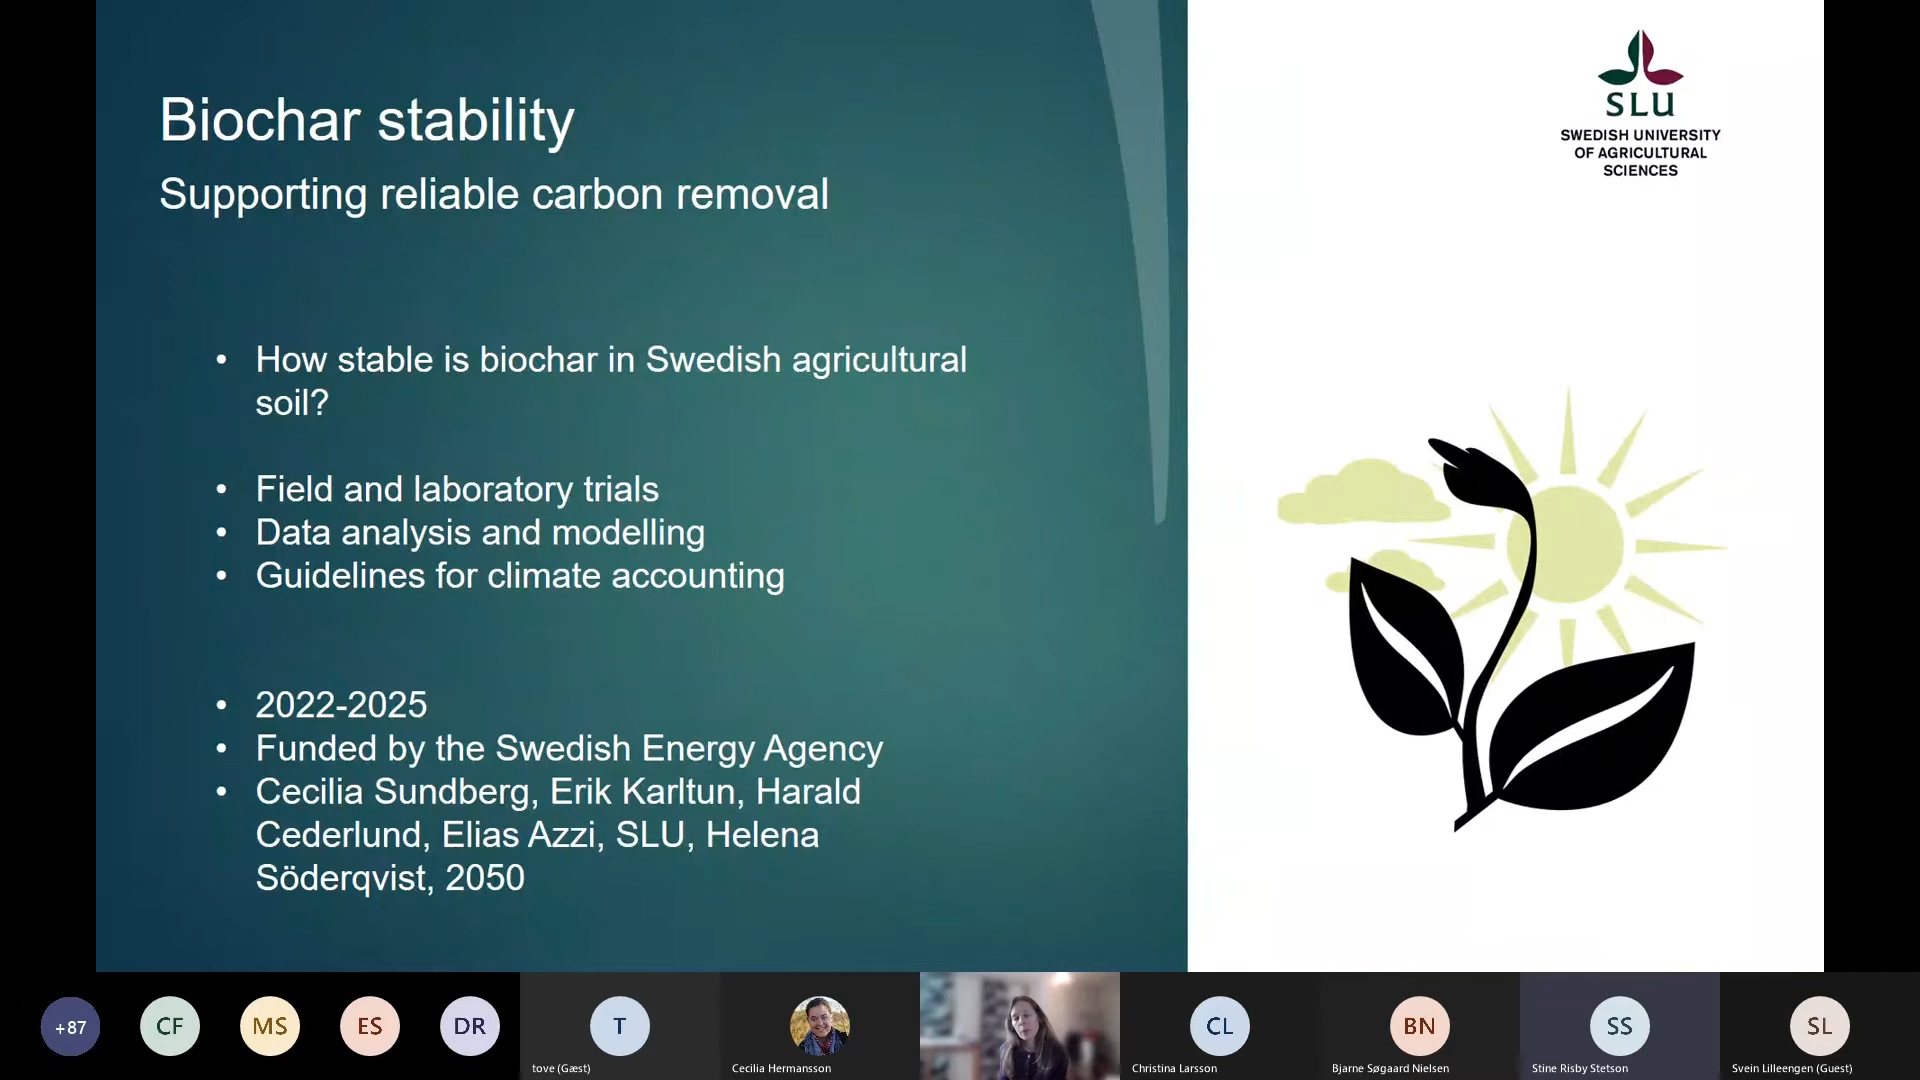 Biochar stability
Supporting reliable carbon removal
• How stable is biochar in Swedish agricultural
soil?
• Field and laboratory trials
• Data analysis and modelling
• Guidelines for climate accounting
• 2022-2025
• Funded by the Swedish Energy Agency
• Cecilia Sundberg, Erik Karltun, Harald
Cederlund, Elias Azzi, SLU, Helena
Söderqvist, 2050
SLU
SWEDISH UNIVERSITY
OF AGRICULTURAL
SCIENCES
+87
CF
MS
ES
DR
T
tove (Gæst)
Cecilia Hermansson
CL
Christina Larsson
BN
Bjarne Søgaard Nielsen
SS
Stine Risby Stetson
SL
Svein Lilleengen (Guest)